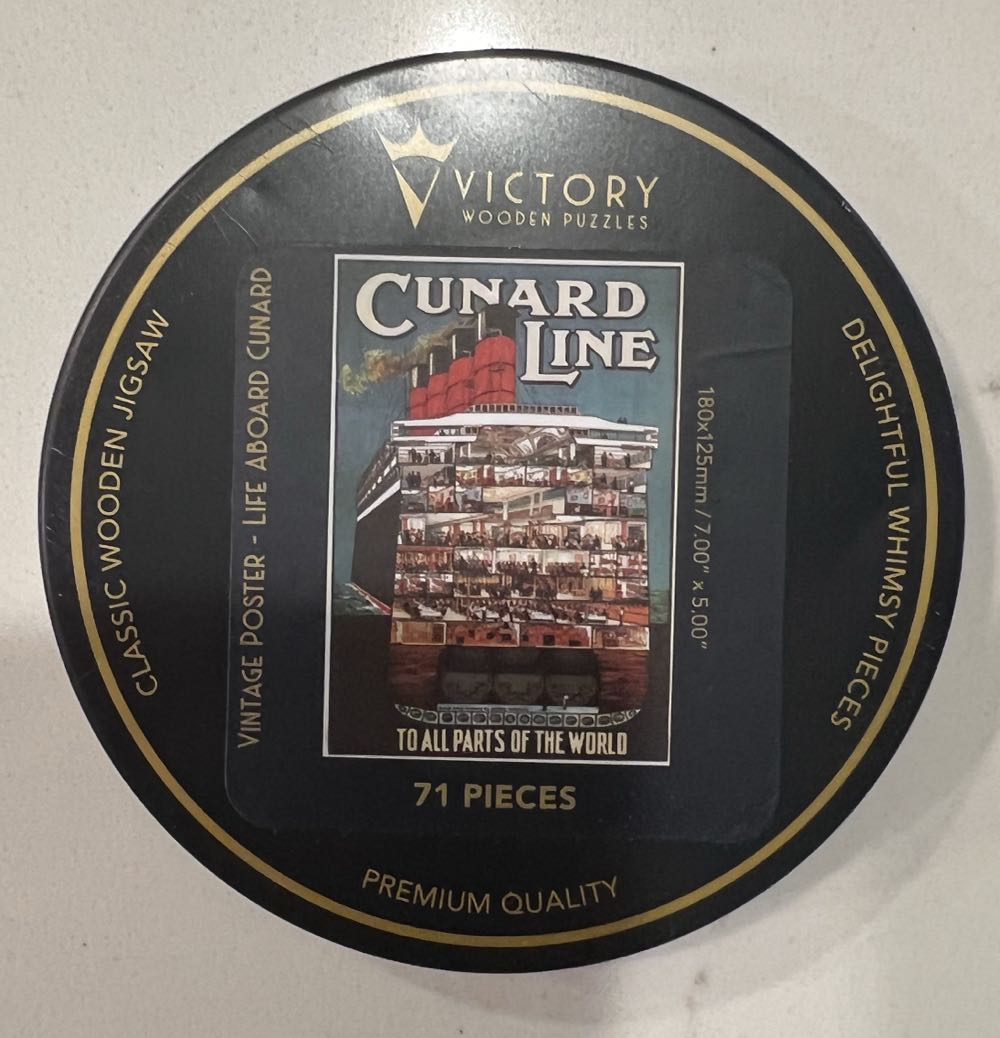 VICTORY
WOODEN PUZZLES
CLASSIC WOODEN JIGSAW
VINTAGE POSTER - LIFE ABOARD CUNARD
CUNARD
LINE
TO ALL PARTS OF THE WORLD
180x125mm / 7.00" x 5.00"
DELIGHTFUL WHIMSY PIECES
71 PIECES
PREMIUM QUALITY